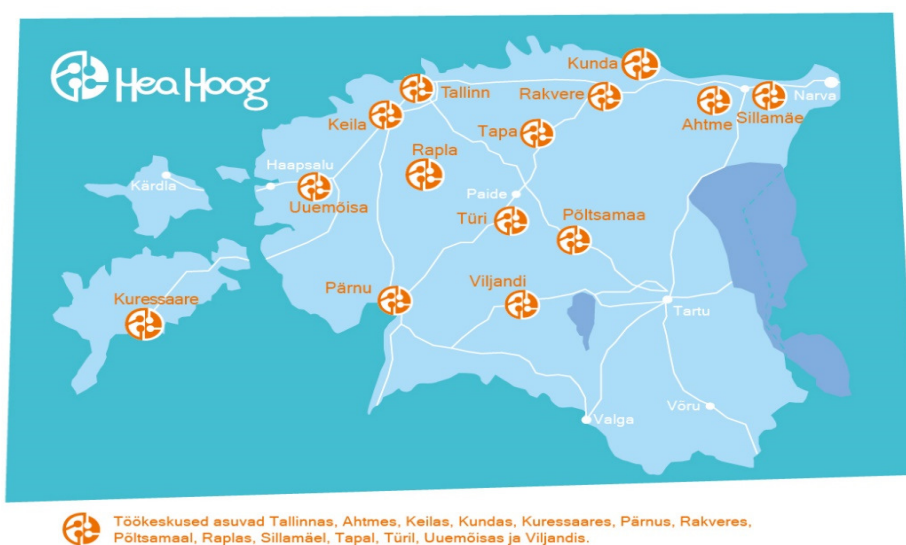 Hea Hoog
Kunda
Tallinn
Rakvere
Narva
Keila
Ahtme
Sillamäe
Tapa
Rapla
Haapsalu
Kärdla
Paide
Uuemõisa
Türi
Põltsamaa
Kuressaare
Pärnu
Viljandi
Tartu
Valga
Võru
Töökeskused asuvad Tallinnas, Ahtmes, Keilas, Kundas, Kuressaares, Pärnus, Rakveres,
Põltsamaal, Raplas, Sillamäel, Tapal, Türil, Uuemõisas ja Viljandis.